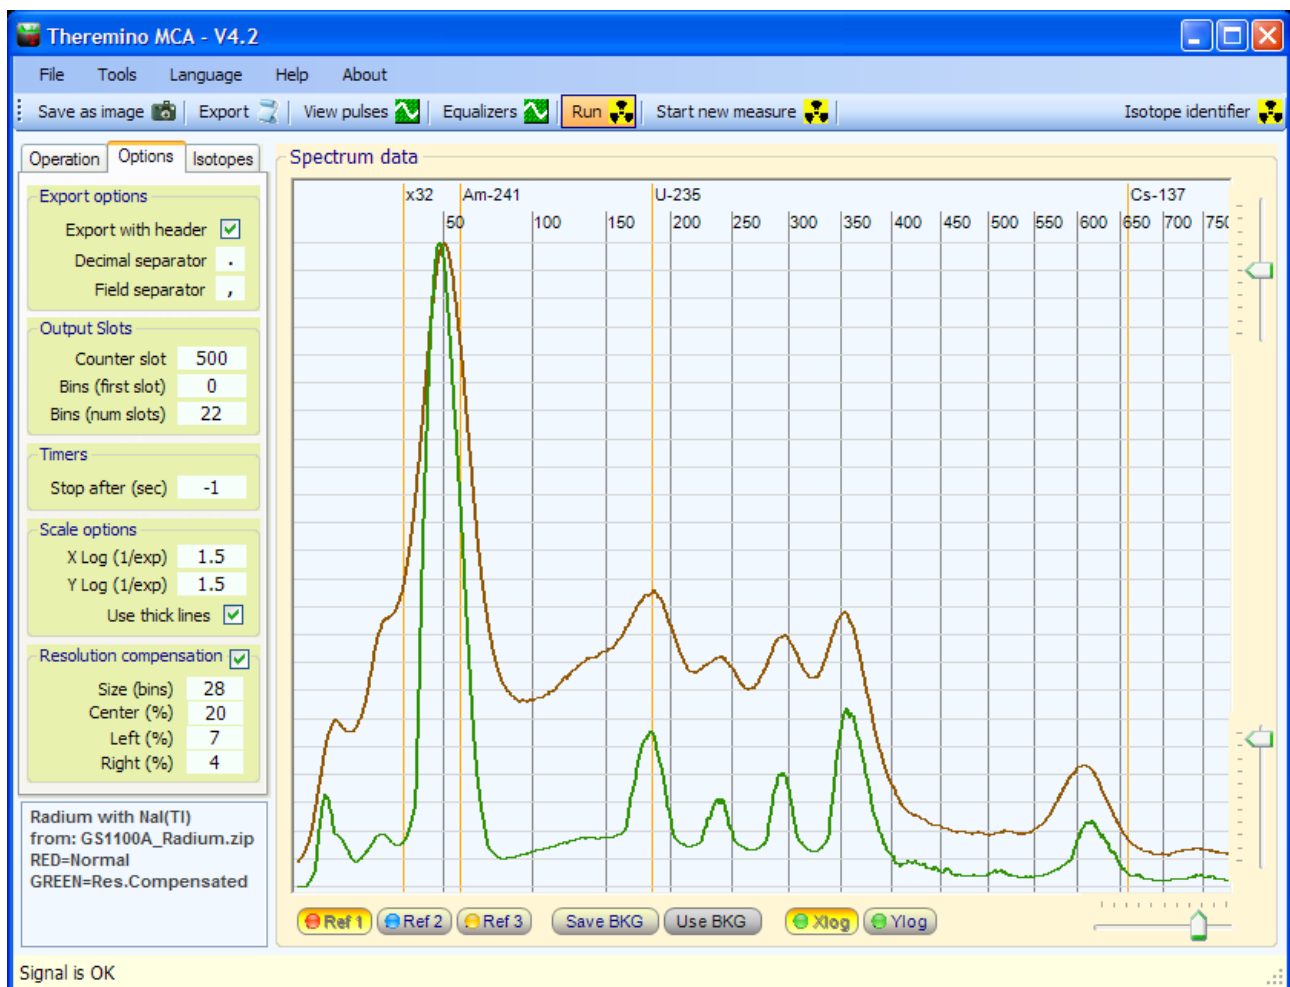 Theremino MCA - V4.2
File Tools Language Help About
Save as image Export View pulses Equalizers Run Start new measure Isotope identifier
Operation Options Isotopes
Export options
Export with header
Decimal separator .
Field separator ,
Output Slots
Counter slot 500
Bins (first slot) 0
Bins (num slots) 22
Timers
Stop after (sec) -1
Scale options
X Log (1/exp) 1.5
Y Log (1/exp) 1.5
Use thick lines
Resolution compensation
Size (bins) 28
Center (%) 20
Left (%) 7
Right (%) 4
Radium with NaI(Tl)
from: GS1100A_Radium.zip
RED=Normal
GREEN=Res.Compensated
Spectrum data
x32 Am-241 U-235 Cs-137
50 100 150 200 250 300 350 400 450 500 550 600 650 700 750
Ref 1 Ref 2 Ref 3 Save BKG Use BKG Xlog Ylog
Signal is OK